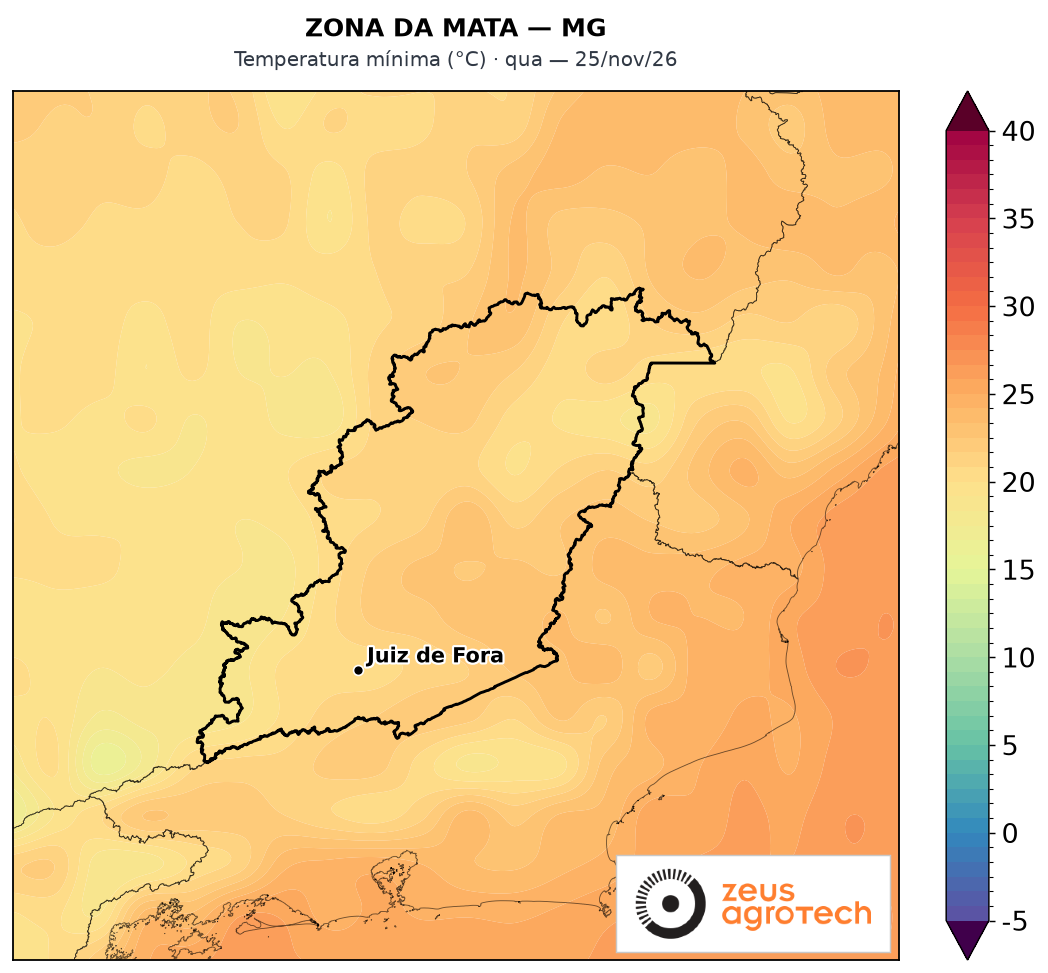 ZONA DA MATA — MG
Temperatura mínima (°C) · qua — 25/nov/26
40
35
30
25
20
15
10
5
0
-5
Juiz de Fora
zeus
agrotech